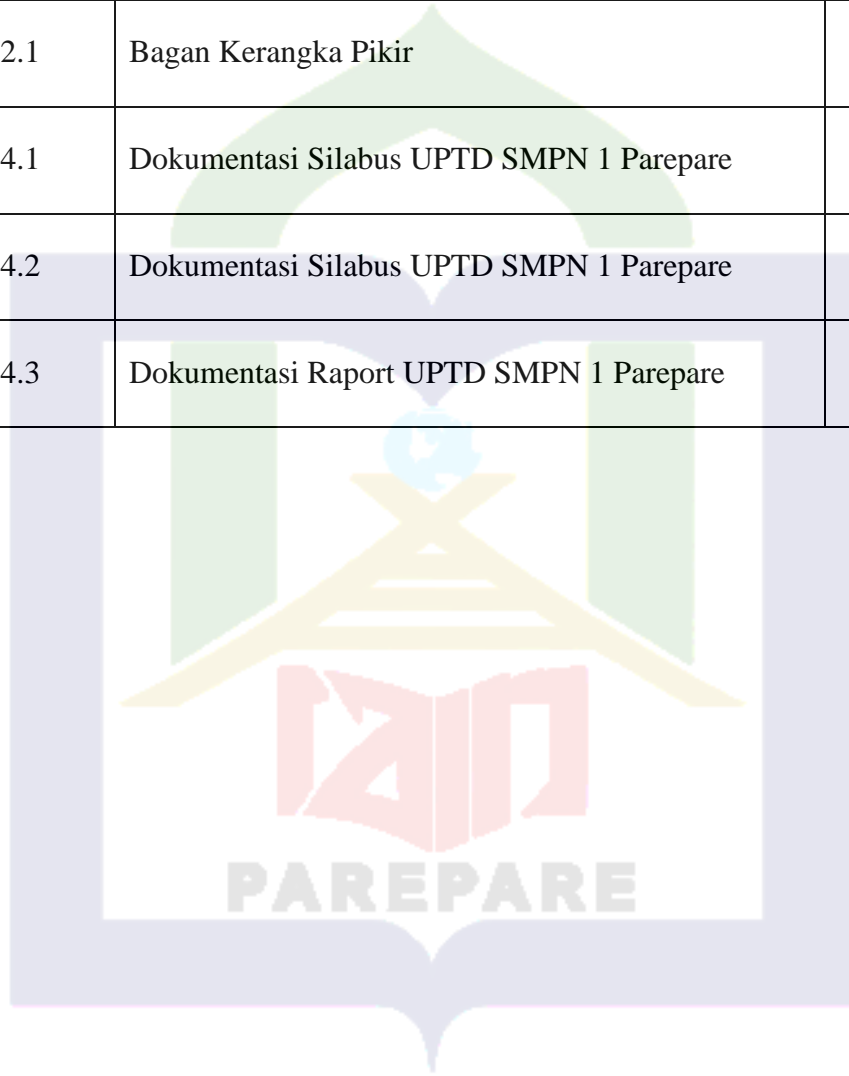 2.1 Bagan Kerangka Pikir
4.1 Dokumentasi Silabus UPTD SMPN 1 Parepare
4.2 Dokumentasi Silabus UPTD SMPN 1 Parepare
4.3 Dokumentasi Raport UPTD SMPN 1 Parepare
iain
PAREPARE